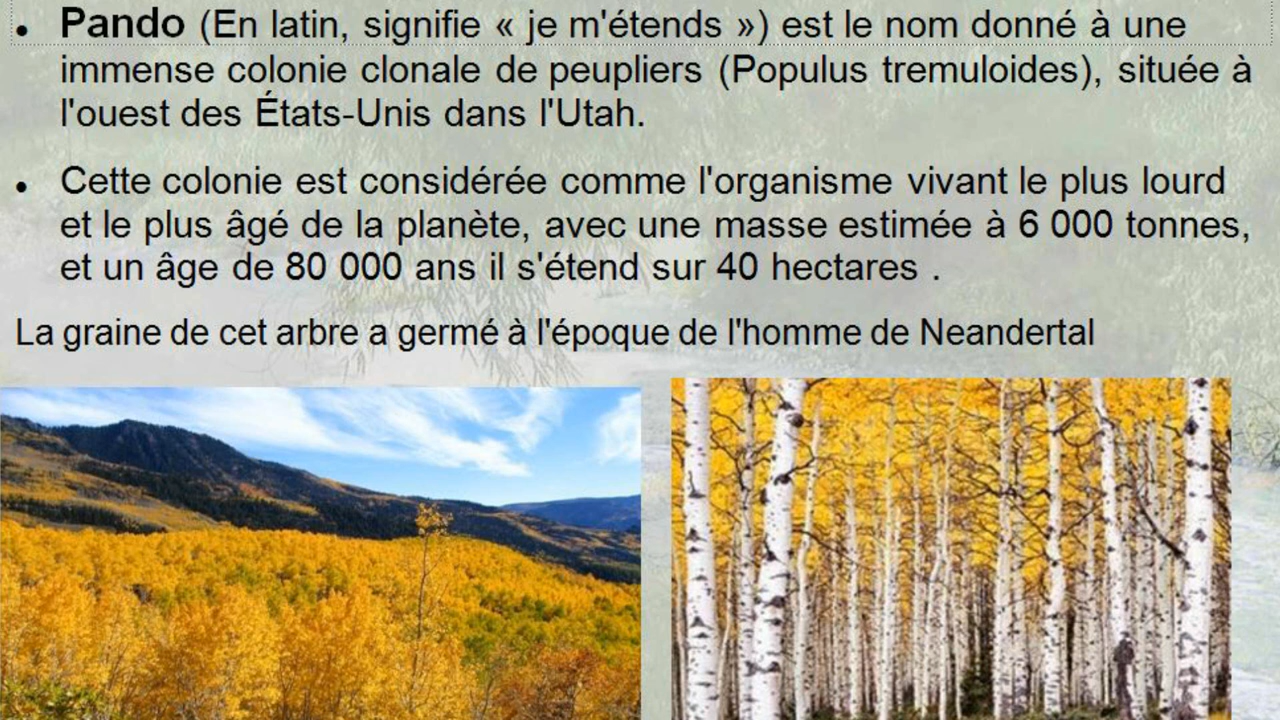 • Pando (En latin, signifie « je m'étends ») est le nom donné à une
immense colonie clonale de peupliers (Populus tremuloides), située à
l'ouest des États-Unis dans l'Utah.
• Cette colonie est considérée comme l'organisme vivant le plus lourd
et le plus âgé de la planète, avec une masse estimée à 6 000 tonnes,
et un âge de 80 000 ans il s'étend sur 40 hectares .
La graine de cet arbre a germé à l'époque de l'homme de Neandertal